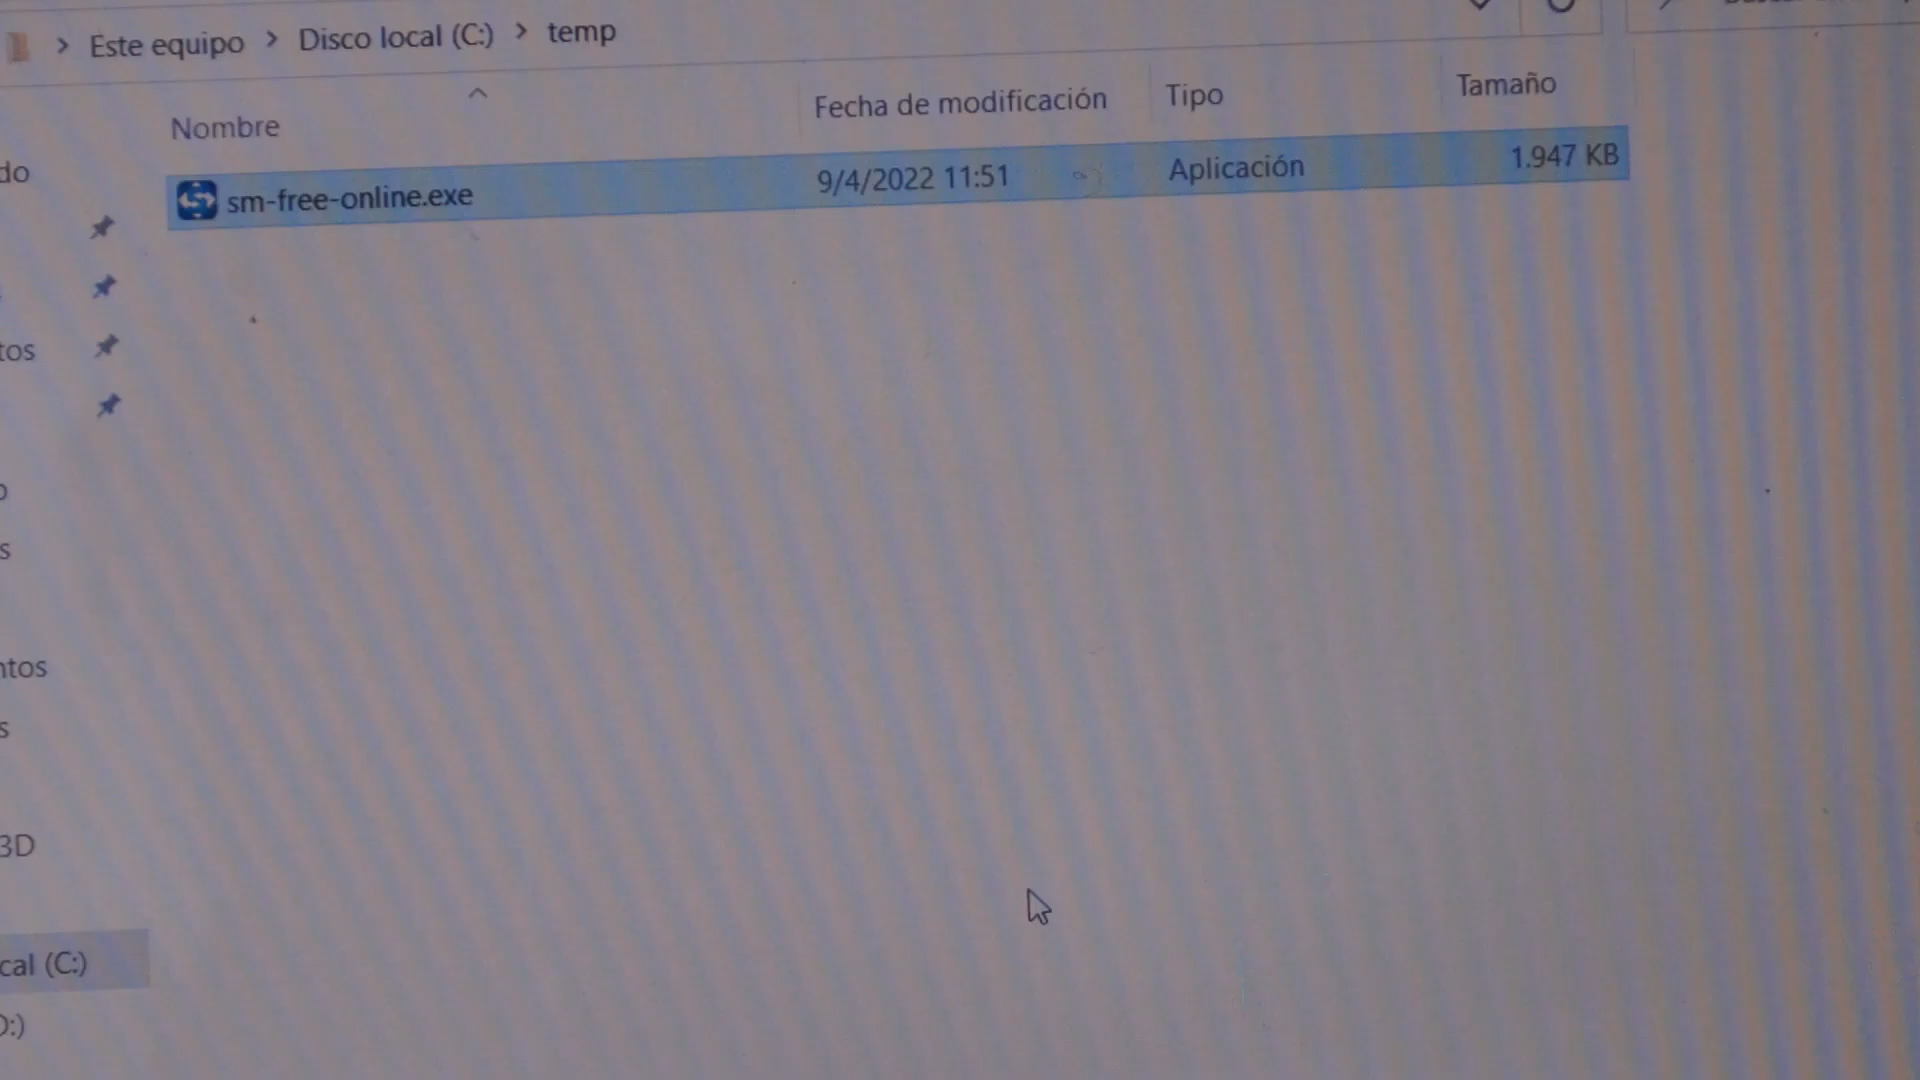 Este equipo > Disco local (C:) > temp
Nombre Fecha de modificación Tipo Tamaño
sm-free-online.exe 9/4/2022 11:51 Aplicación 1.947 KB
do
tos
s
ntos
s
3D
cal (C:)
D:)